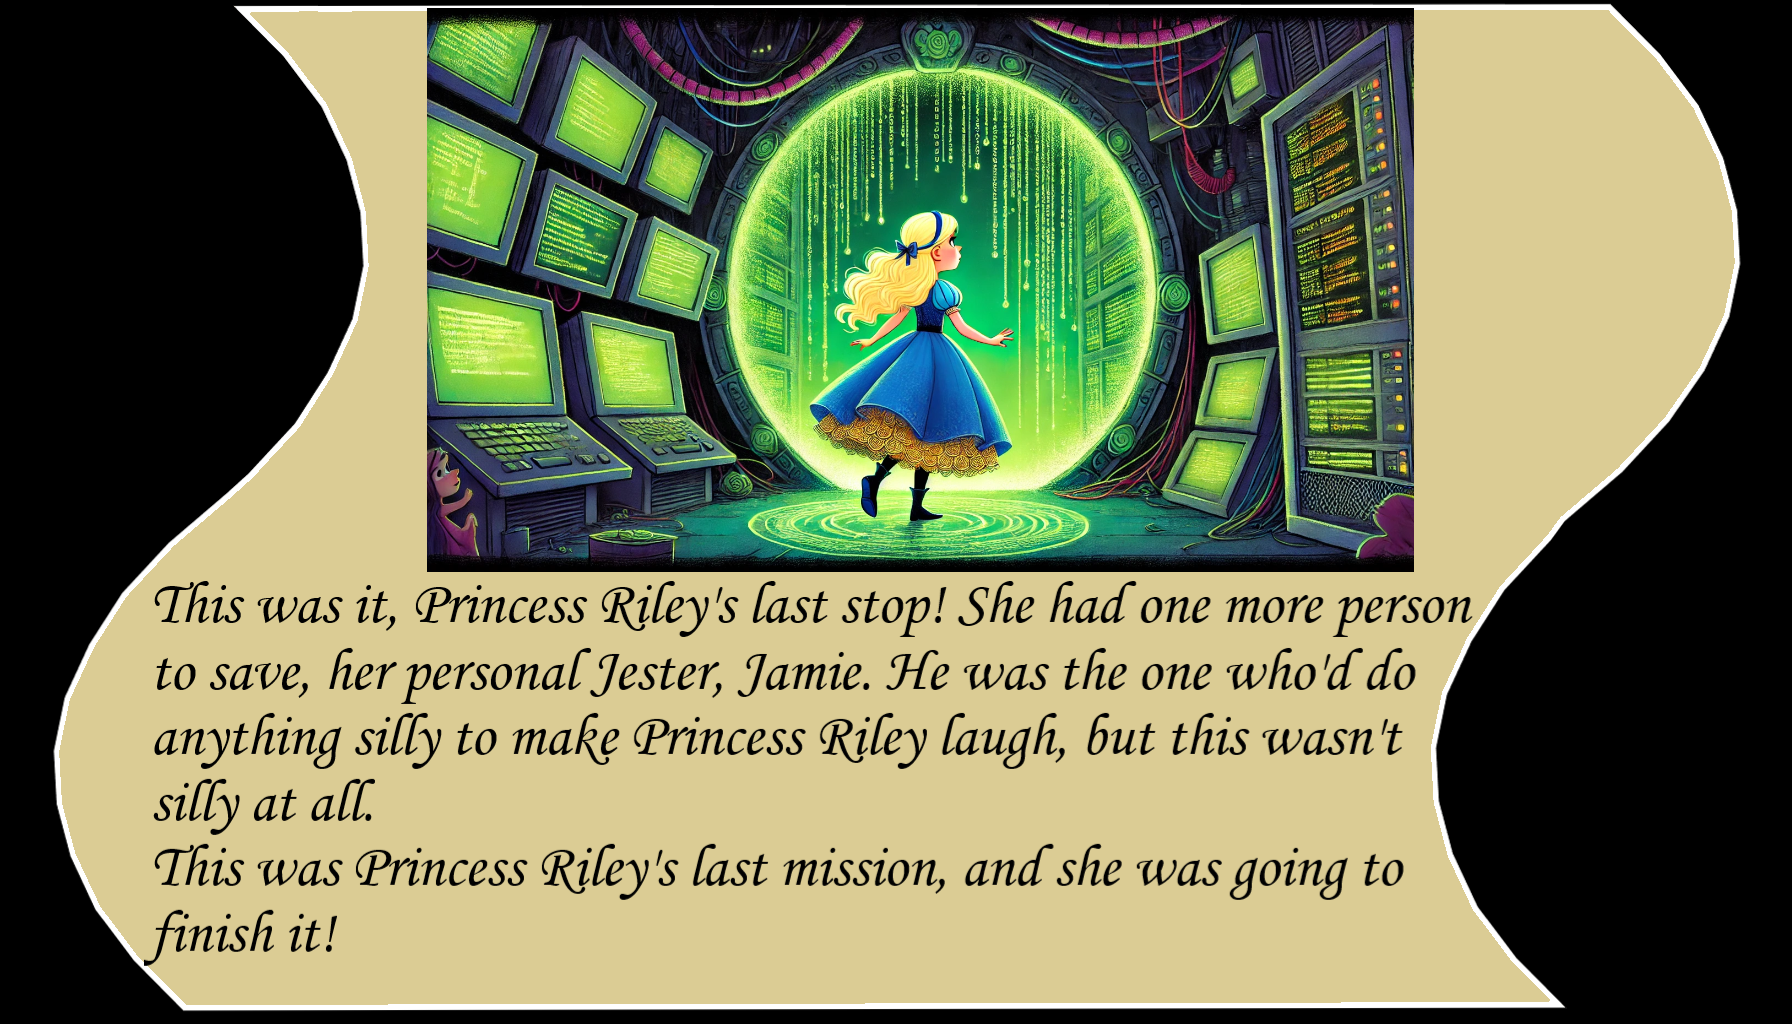 This was it, Princess Riley's last stop! She had one more person
to save, her personal Jester, Jamie. He was the one who'd do
anything silly to make Princess Riley laugh, but this wasn't
silly at all.
This was Princess Riley's last mission, and she was going to
finish it!